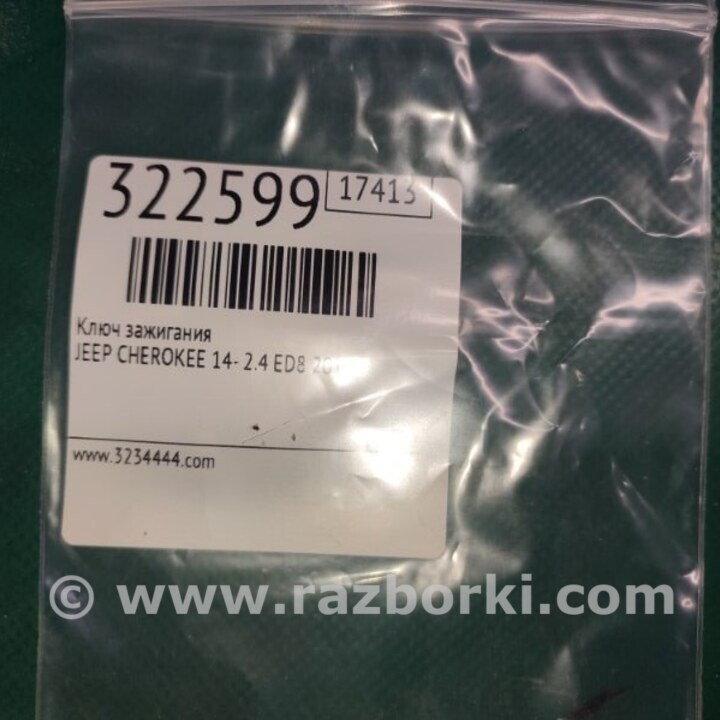 322599 17413
Ключ зажигания
JEEP CHEROKEE 14- 2.4 ED8
www.3234444.com
© www.razborki.com